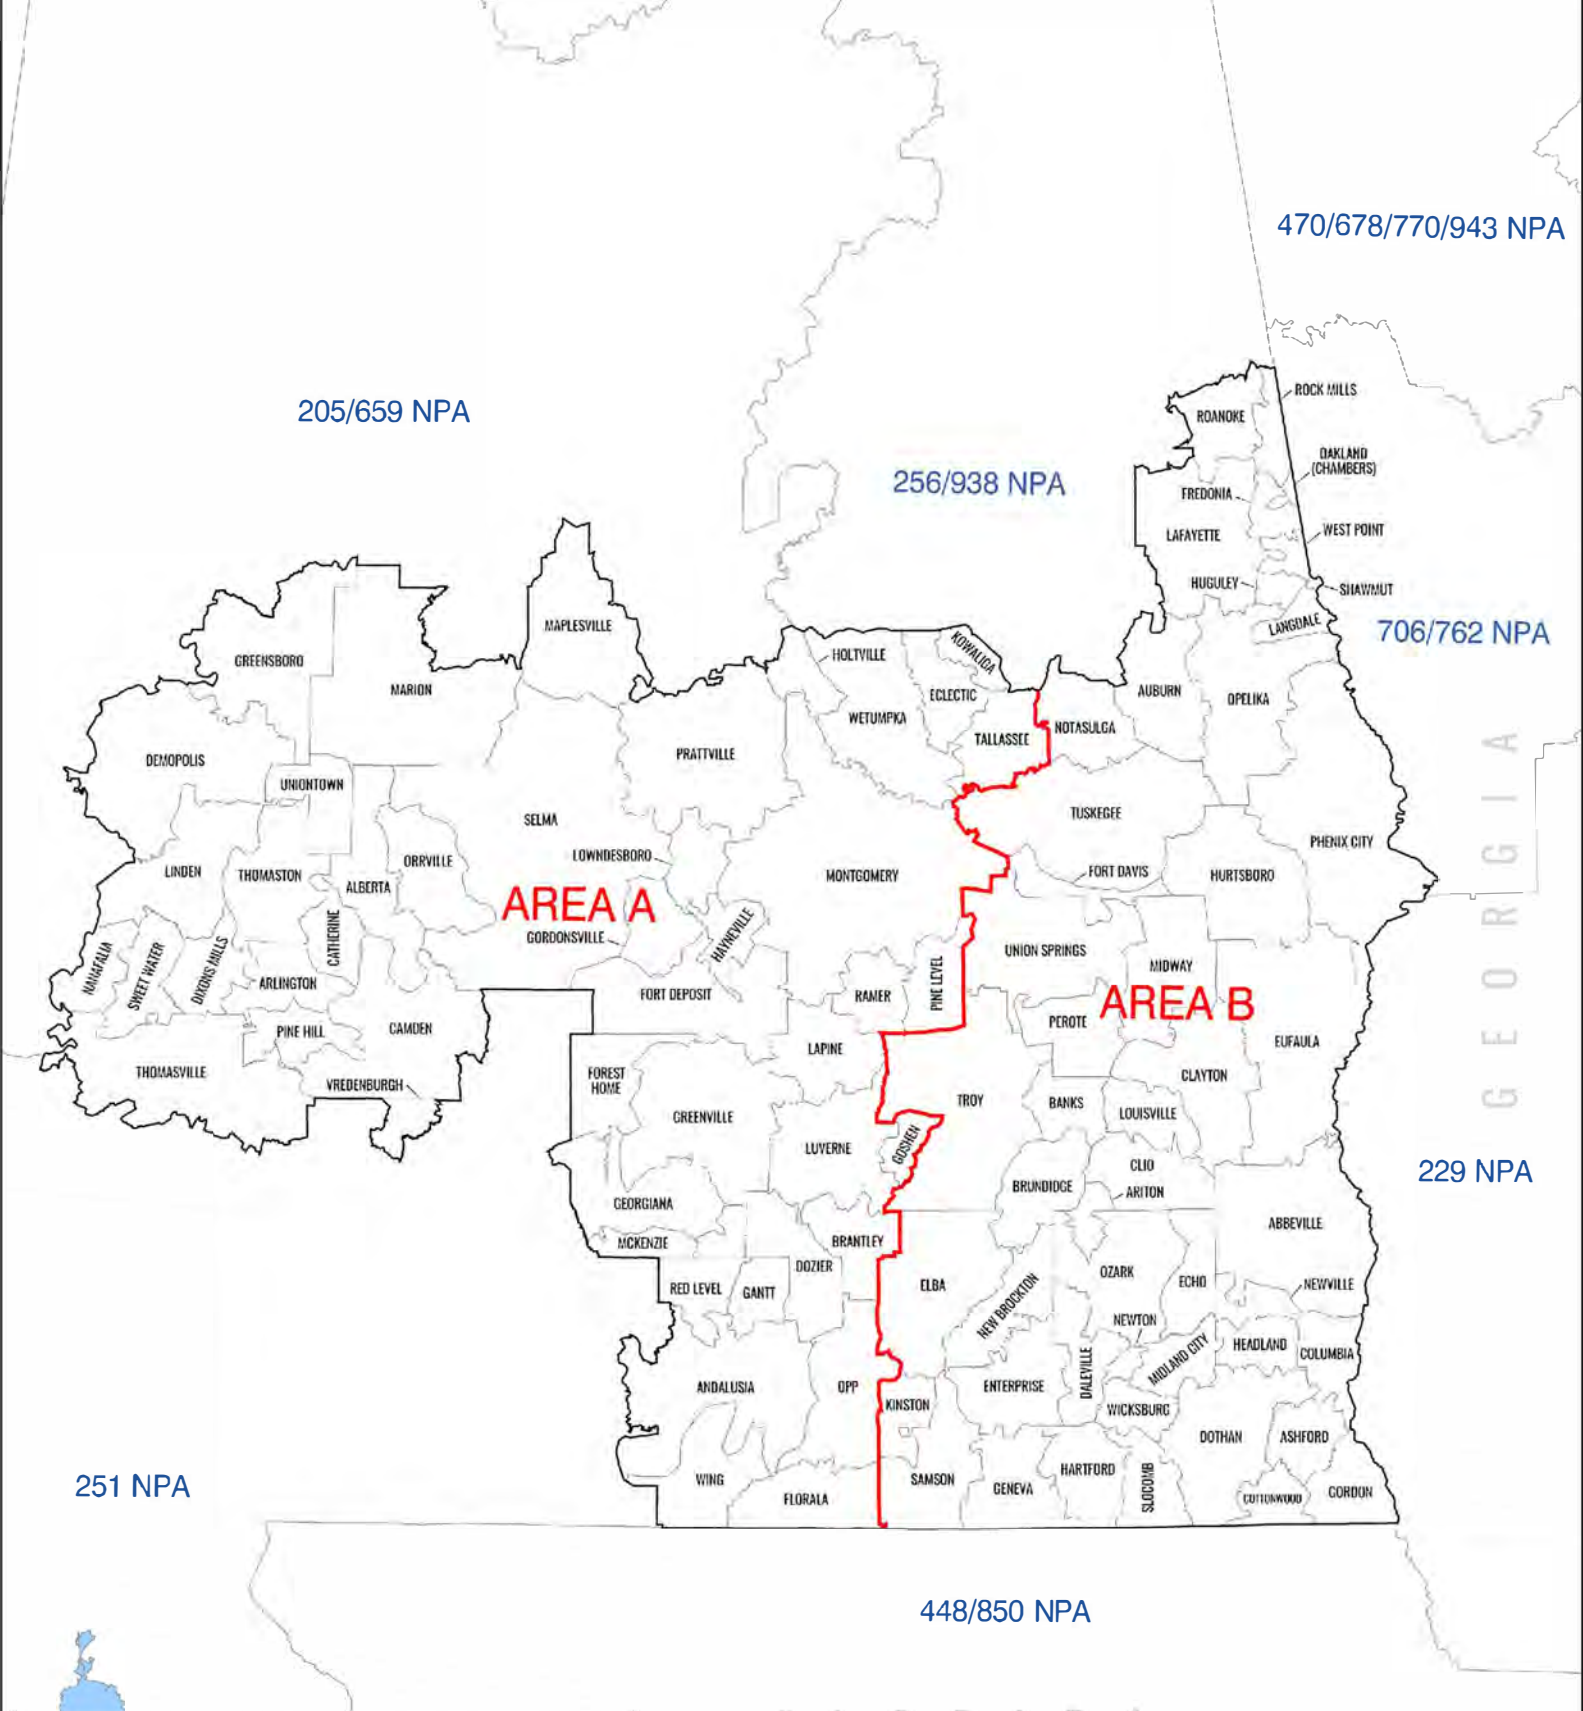 470/678/770/943 NPA
205/659 NPA
ROCK MILLS
ROANOKE
OAKLAND
(CHAMBERS)
256/938 NPA
FREDONIA
WEST POINT
LAFAYETTE
HUGULEY
SHAWMUT
LANGDALE
706/762 NPA
MAPLESVILLE
GREENSBORO
HOLTVILLE
KOWALIGA
MARION
ECLECTIC
AUBURN
OPELIKA
WETUMPKA
NOTASULGA
TALLASSEE
PRATTVILLE
DEMOPOLIS
UNIONTOWN
SELMA
TUSKEGEE
PHENIX CITY
LOWNDESBORO
ORRVILLE
LINDEN
THOMASTON
ALBERTA
MONTGOMERY
FORT DAVIS
HURTSBORO
AREA A
CATHERINE
GORDONSVILLE
HAYNEVILLE
UNION SPRINGS
MIDWAY
NANAFALIA
SWEET WATER
DIXONS MILLS
ARLINGTON
FORT DEPOSIT
RAMER
PINE LEVEL
AREA B
PEROTE
PINE HILL
CAMDEN
EUFAULA
LAPINE
THOMASVILLE
VREDENBURGH
FOREST
HOME
CLAYTON
TROY
BANKS
LOUISVILLE
GREENVILLE
GEORGIA
LUVERNE
GOSHEN
CLIO
229 NPA
BRUNDIDGE
ARITON
GEORGIANA
ABBEVILLE
MCKENZIE
BRANTLEY
DOZIER
OZARK
ECHO
RED LEVEL
GANTT
ELBA
NEWVILLE
NEW BROCKTON
NEWTON
HEADLAND
COLUMBIA
MIDLAND CITY
DALEVILLE
ANDALUSIA
OPP
ENTERPRISE
KINSTON
WICKSBURG
DOTHAN
ASHFORD
251 NPA
WING
SAMSON
HARTFORD
GENEVA
SLOCOMB
FLORALA
COTTONWOOD
GORDON
448/850 NPA